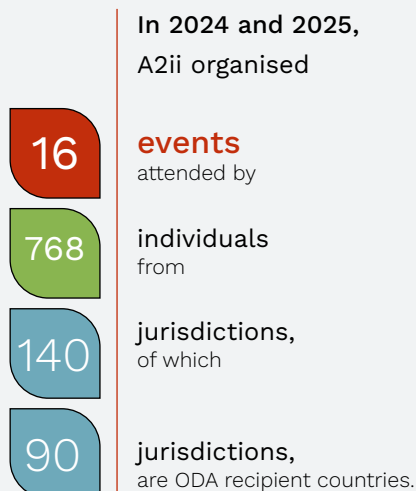 In 2024 and 2025,
A2ii organised
16
events
attended by
768
individuals
from
140
jurisdictions,
of which
90
jurisdictions,
are ODA recipient countries.